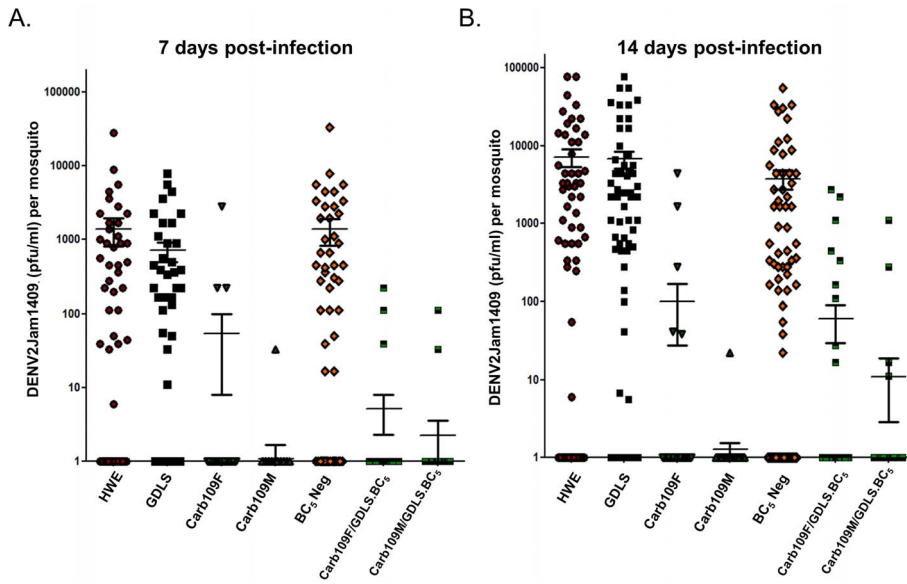 A.
7 days post-infection
DENV2Jam1409. (pfu/ml) per mosquito
100000
10000
1000
100
10
1
HWE
GDLS
Carb109F
Carb109M
BC5 Neg
Carb109F/GDLS.BC5
Carb109M/GDLS.BC5
B.
14 days post-infection
DENV2Jam1409 (pfu/ml) per mosquito
100000
10000
1000
100
10
1
HWE
GDLS
Carb109F
Carb109M
BC5 Neg
Carb109F/GDLS.BC5
Carb109M/GDLS.BC5